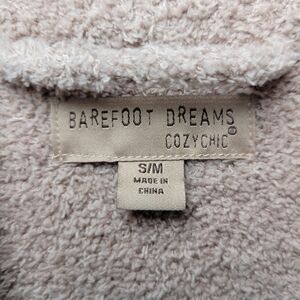 BAREFOOT DREAMS
COZYCHIC
S/M
MADE IN
CHINA